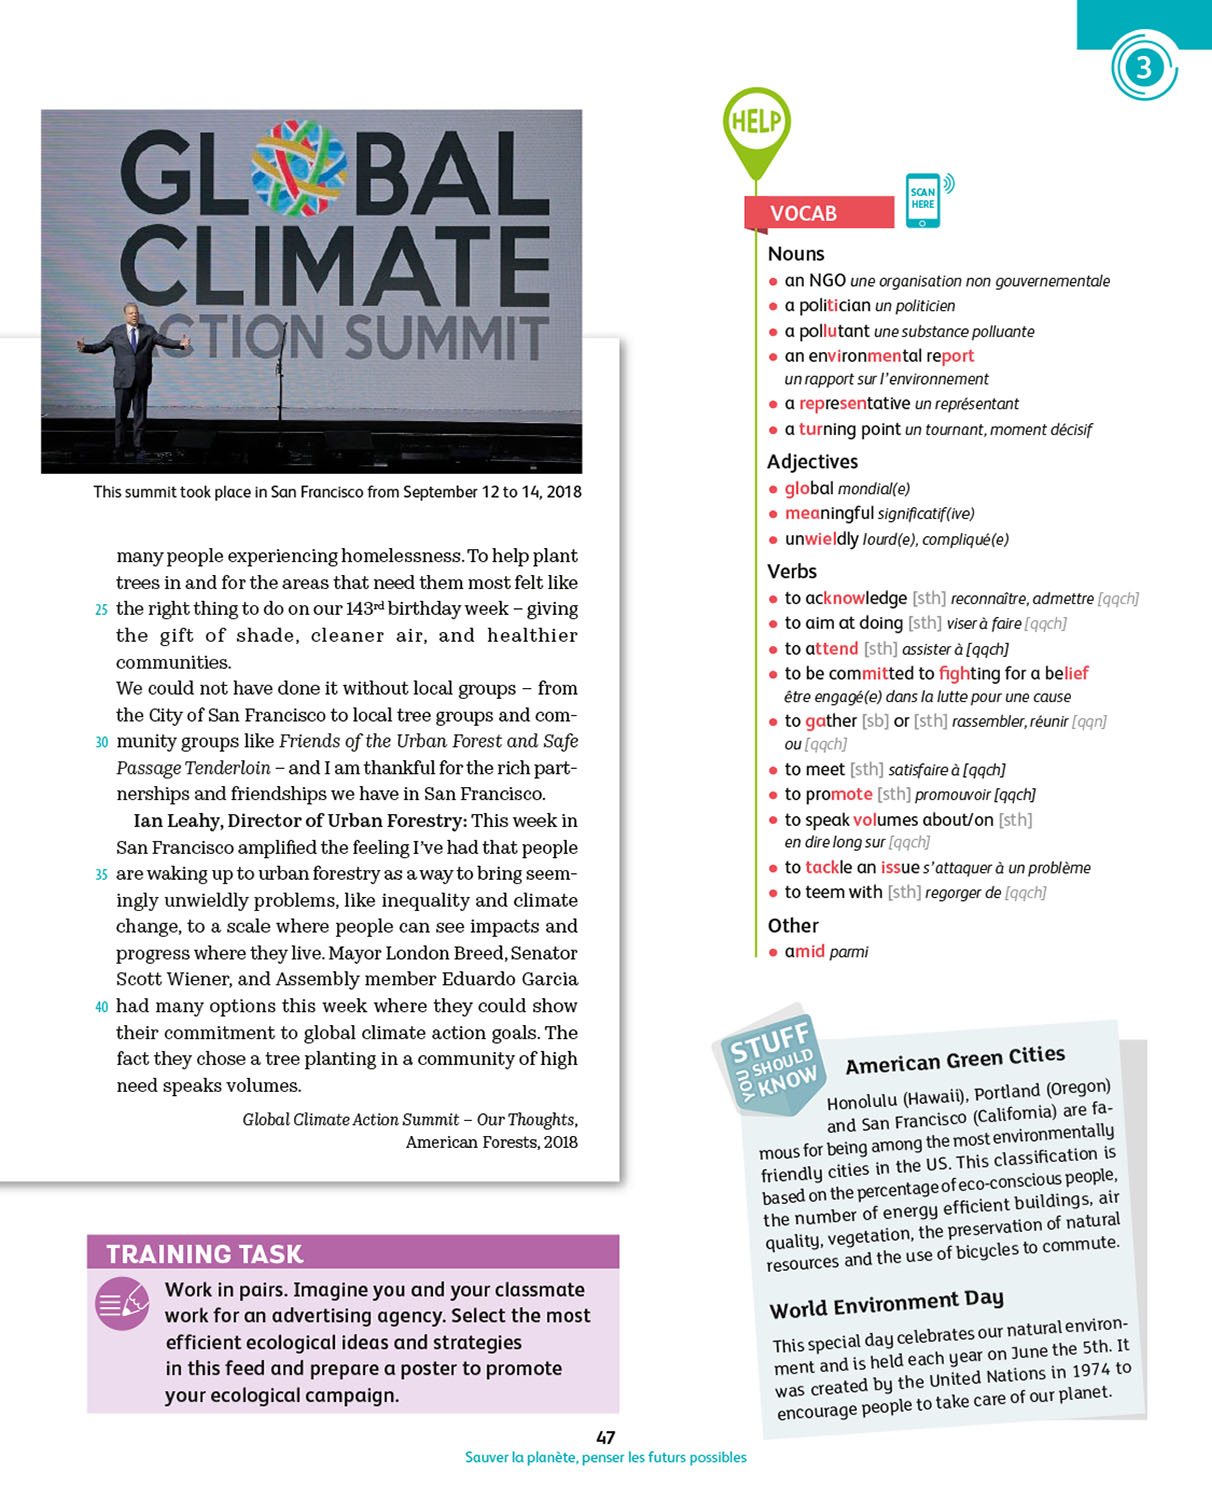 3
GLOBAL
CLIMATE
ACTION SUMMIT
This summit took place in San Francisco from September 12 to 14, 2018
many people experiencing homelessness. To help plant
trees in and for the areas that need them most felt like
25 the right thing to do on our 143rd birthday week – giving
the gift of shade, cleaner air, and healthier
communities.
We could not have done it without local groups – from
the City of San Francisco to local tree groups and com-
30 munity groups like Friends of the Urban Forest and Safe
Passage Tenderloin – and I am thankful for the rich part-
nerships and friendships we have in San Francisco.
Ian Leahy, Director of Urban Forestry: This week in
San Francisco amplified the feeling I've had that people
35 are waking up to urban forestry as a way to bring seem-
ingly unwieldly problems, like inequality and climate
change, to a scale where people can see impacts and
progress where they live. Mayor London Breed, Senator
Scott Wiener, and Assembly member Eduardo Garcia
40 had many options this week where they could show
their commitment to global climate action goals. The
fact they chose a tree planting in a community of high
need speaks volumes.
Global Climate Action Summit – Our Thoughts,
American Forests, 2018
TRAINING TASK
Work in pairs. Imagine you and your classmate
work for an advertising agency. Select the most
efficient ecological ideas and strategies
in this feed and prepare a poster to promote
your ecological campaign.
HELP
VOCAB
SCAN
HERE
Nouns
• an NGO une organisation non gouvernementale
• a politician un politicien
• a pollutant une substance polluante
• an environmental report
un rapport sur l'environnement
• a representative un représentant
• a turning point un tournant, moment décisif
Adjectives
• global mondial(e)
• meaningful significatif(ive)
• unwieldly lourd(e), compliqué(e)
Verbs
• to acknowledge [sth] reconnaître, admettre [qqch]
• to aim at doing [sth] viser à faire [qqch]
• to attend [sth] assister à [qqch]
• to be committed to fighting for a belief
être engagé(e) dans la lutte pour une cause
• to gather [sb] or [sth] rassembler, réunir [qqn]
ou [qqch]
• to meet [sth] satisfaire à [qqch]
• to promote [sth] promouvoir [qqch]
• to speak volumes about/on [sth]
en dire long sur [qqch]
• to tackle an issue s'attaquer à un problème
• to teem with [sth] regorger de [qqch]
Other
• amid parmi
STUFF
YOU SHOULD
KNOW
American Green Cities
Honolulu (Hawaii), Portland (Oregon)
and San Francisco (California) are fa-
mous for being among the most environmentally
friendly cities in the US. This classification is
based on the percentage of eco-conscious people,
the number of energy efficient buildings, air
quality, vegetation, the preservation of natural
resources and the use of bicycles to commute.
World Environment Day
This special day celebrates our natural environ-
ment and is held each year on June the 5th. It
was created by the United Nations in 1974 to
encourage people to take care of our planet.
47
Sauver la planète, penser les futurs possibles